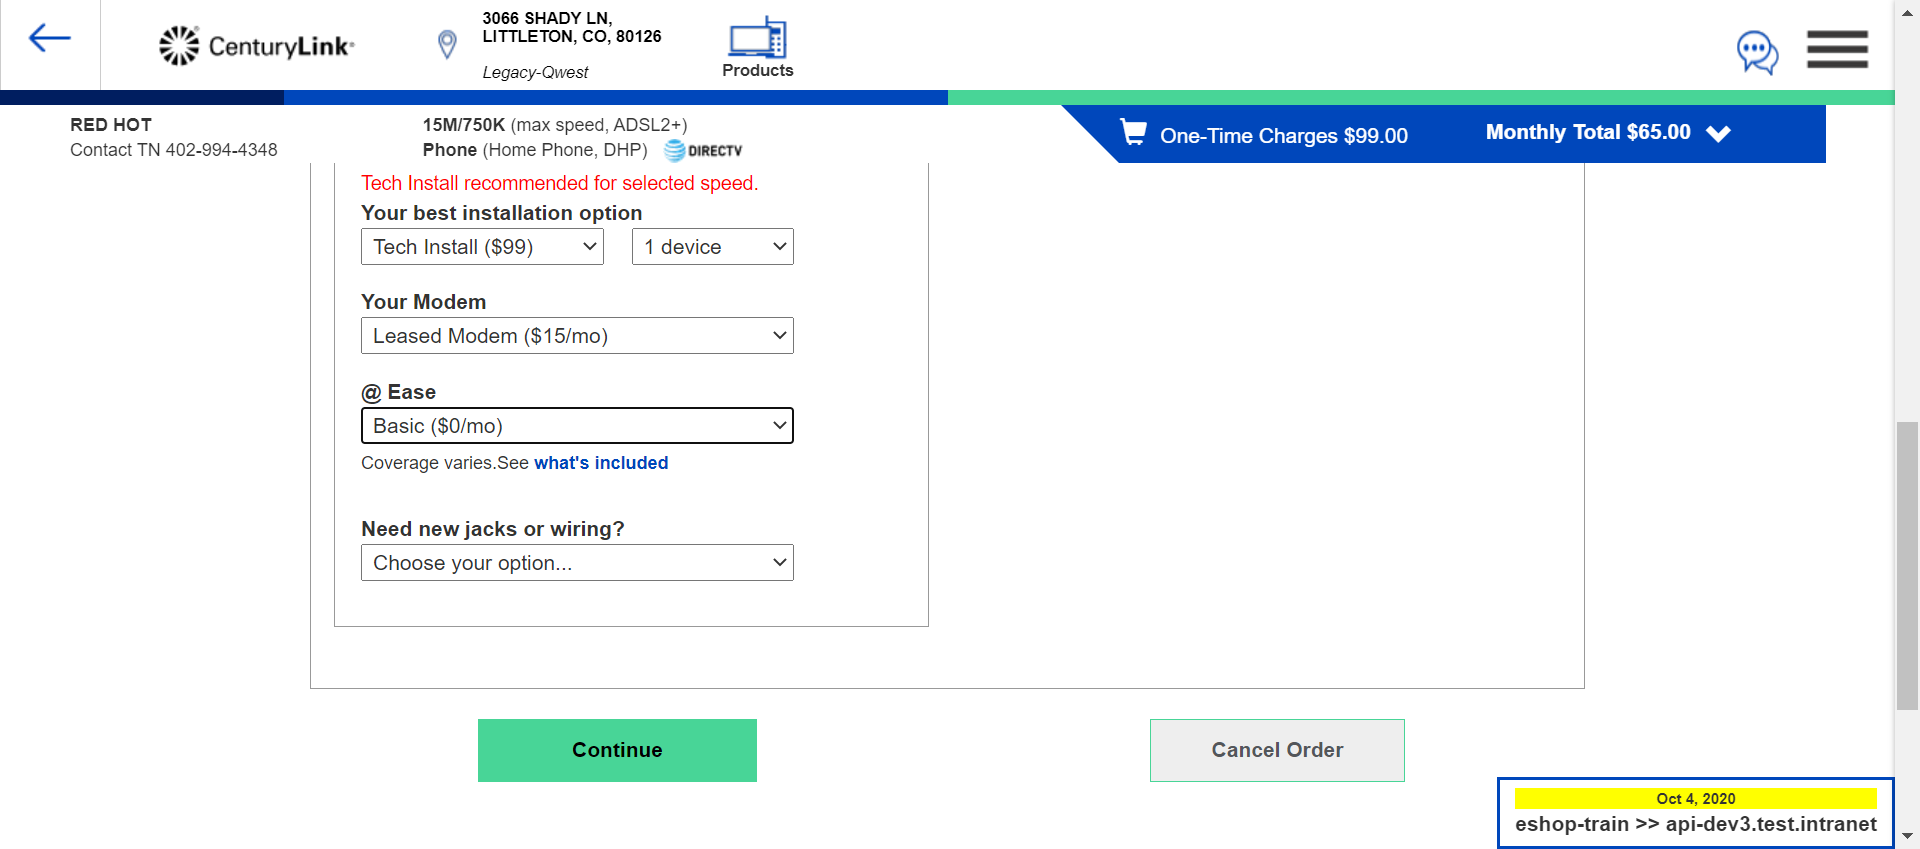 CenturyLink
3066 SHADY LN,
LITTLETON, CO, 80126
Legacy-Qwest
Products
RED HOT
Contact TN 402-994-4348
15M/750K (max speed, ADSL2+)
Phone (Home Phone, DHP) DIRECTV
One-Time Charges $99.00
Monthly Total $65.00
Tech Install recommended for selected speed.
Your best installation option
Tech Install ($99) 1 device
Your Modem
Leased Modem ($15/mo)
@ Ease
Basic ($0/mo)
Coverage varies.See what's included
Need new jacks or wiring?
Choose your option...
Continue
Cancel Order
Oct 4, 2020
eshop-train >> api-dev3.test.intranet